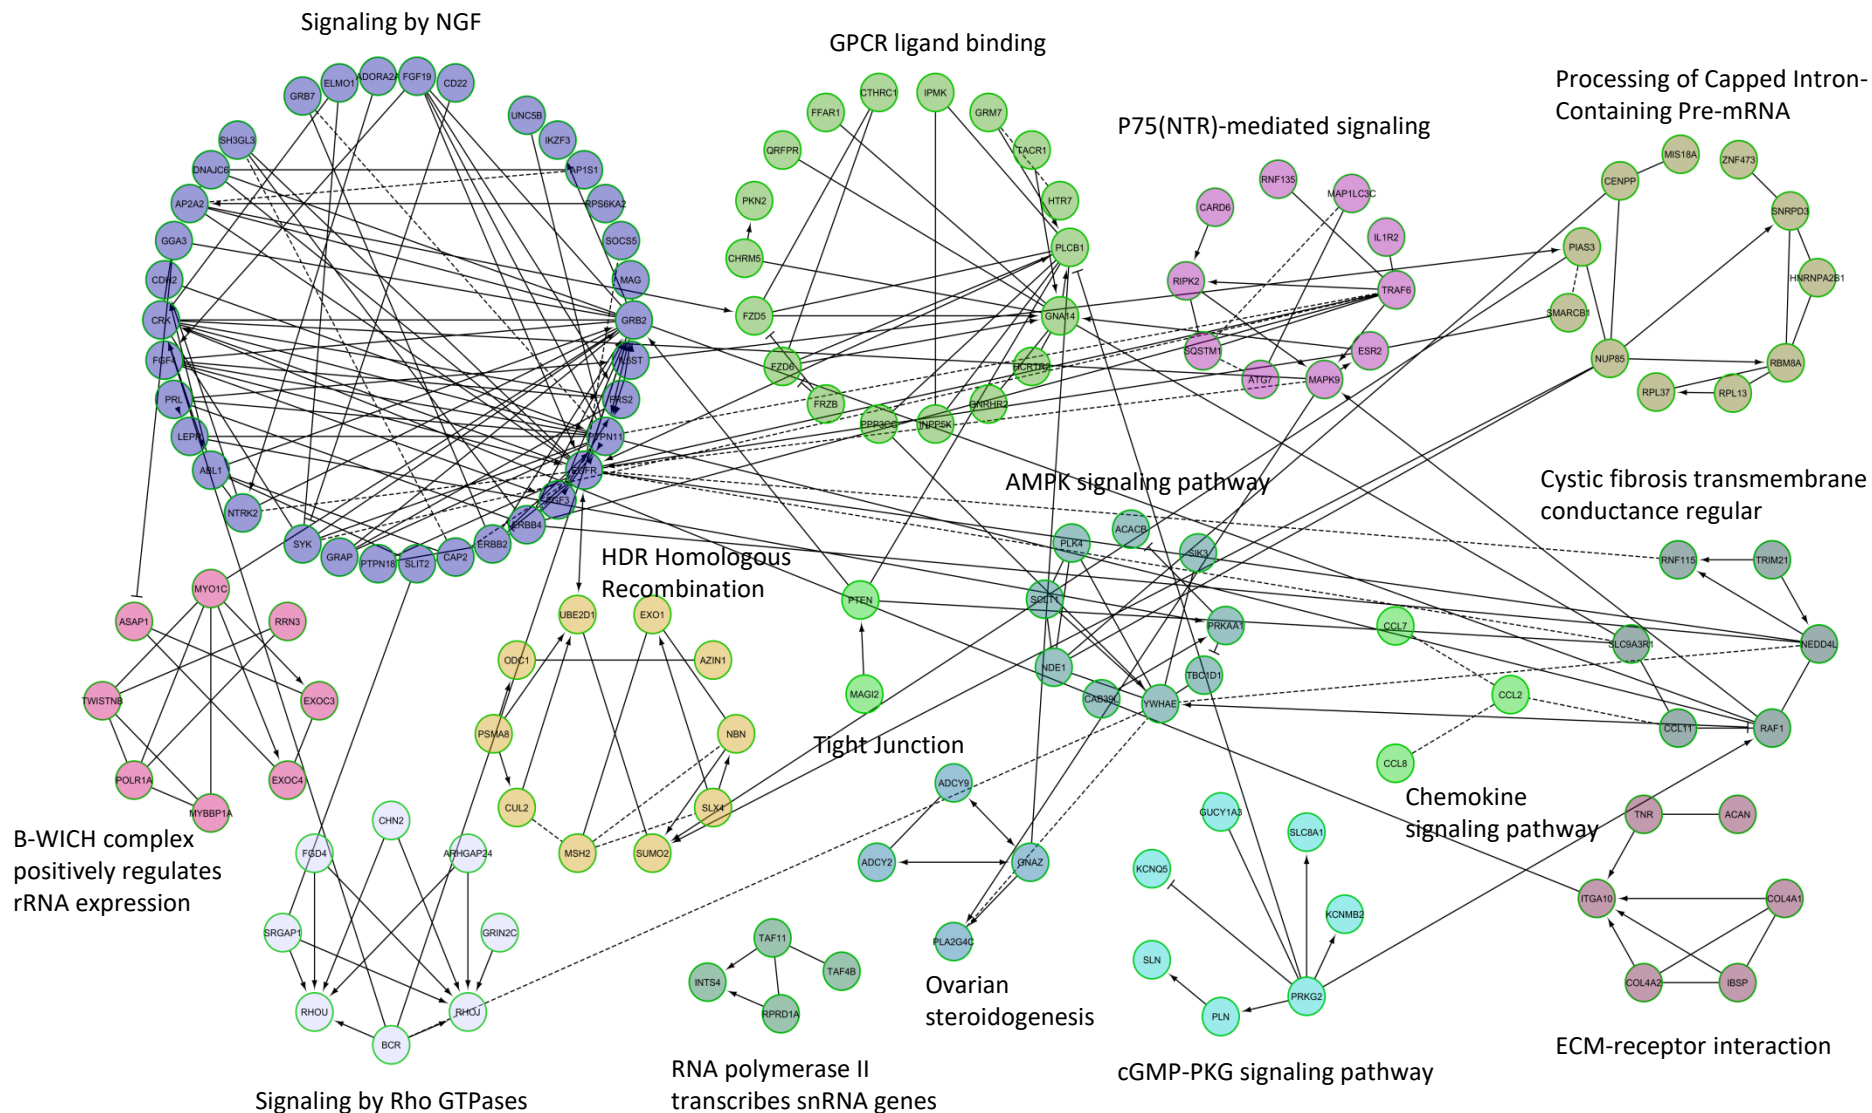 Signaling by NGF
GPCR ligand binding
Processing of Capped Intron-
Containing Pre-mRNA
P75(NTR)-mediated signaling
ADORA2A
FGF19
CD22
ELMO1
GRB7
UNC5B
IKZF3
SH3GL3
DNAJC6
AP1S1
AP2A2
RPS6KA2
GGA3
SOCS5
CDH2
MAG
CRK
GRB2
FGF4
PRL
FRS2
LEPR
PTPN11
ABL1
EGFR
NTRK2
FGF3
ERBB4
SYK
ERBB2
GRAP
CAP2
PTPN18
SLIT2
CTHRC1
IPMK
FFAR1
GRM7
QRFPR
TACR1
PKN2
HTR7
CHRM5
PLCB1
FZD5
GNA14
FZD6
HCRTR2
FRZB
GNRHR2
PPP3CC
INPP5K
RNF135
MAP1LC3C
CARD6
IL1R2
RIPK2
TRAF6
SQSTM1
ESR2
ATG7
MAPK9
MIS18A
ZNF473
CENPP
SNRPD3
PIAS3
HNRNPA2B1
SMARCB1
NUP85
RBM8A
RPL37
RPL13
AMPK signaling pathway
Cystic fibrosis transmembrane
conductance regular
HDR Homologous
Recombination
ACACB
PLK4
SIK3
SCLT1
PRKAA1
NDE1
TBC1D1
CAB39L
YWHAE
PTEN
MAGI2
RNF115
TRIM21
CCL7
SLC9A3R1
NEDD4L
CCL2
CCL11
RAF1
CCL8
MYO1C
ASAP1
RRN3
TWISTNB
EXOC3
POLR1A
EXOC4
MYBBP1A
UBE2D1
EXO1
ODC1
AZIN1
PSMA8
NBN
CUL2
SLX4
MSH2
SUMO2
Tight Junction
Chemokine
signaling pathway
B-WICH complex
positively regulates
rRNA expression
ADCY9
ADCY2
GNAZ
PLA2G4C
GUCY1A3
SLC8A1
KCNQ5
KCNMB2
SLN
PRKG2
PLN
TNR
ACAN
ITGA10
COL4A1
COL4A2
IBSP
CHN2
FGD4
ARHGAP24
SRGAP1
GRIN2C
RHOU
RHOJ
BCR
TAF11
INTS4
TAF4B
RPRD1A
Ovarian
steroidogenesis
ECM-receptor interaction
RNA polymerase II
transcribes snRNA genes
cGMP-PKG signaling pathway
Signaling by Rho GTPases